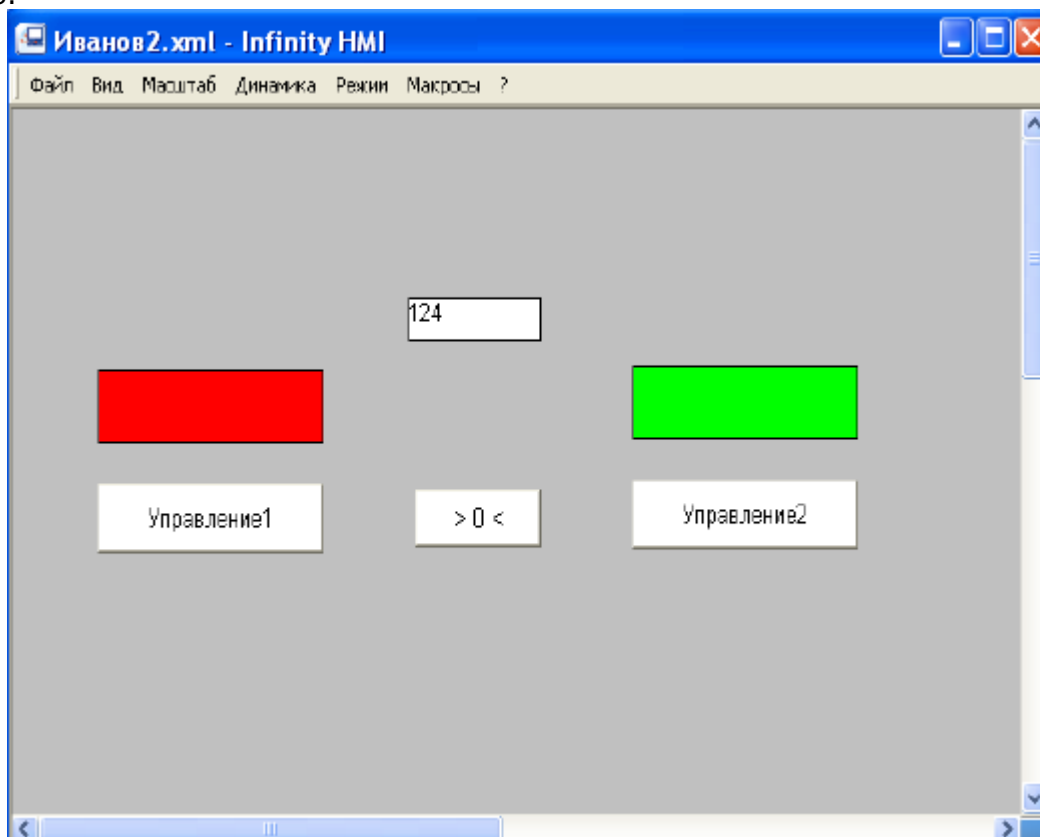 Иванов2.xml - Infinity HMI
Файл Вид Масштаб Динамика Режим Макросы ?
124
Управление1
> 0 <
Управление2